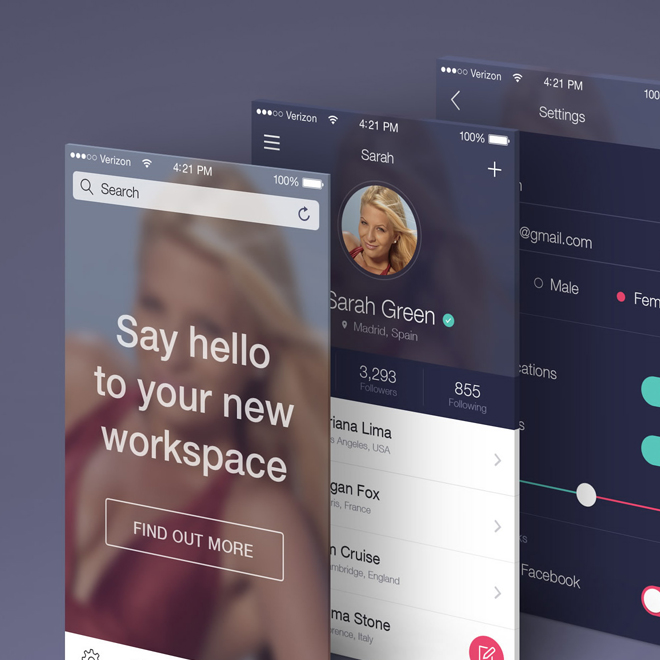 Verizon 4:21 PM 100%
Search
Say hello
to your new
workspace
FIND OUT MORE
Verizon 4:21 PM 100%
Sarah
Sarah Green
Madrid, Spain
3,293
Followers
855
Following
riana Lima
s Angeles, USA
gan Fox
ris, France
m Cruise
mbridge, England
ma Stone
rence, Italy
Verizon 4:21 PM 100
Settings
@gmail.com
Male
Fem
cations
s
ks
Facebook